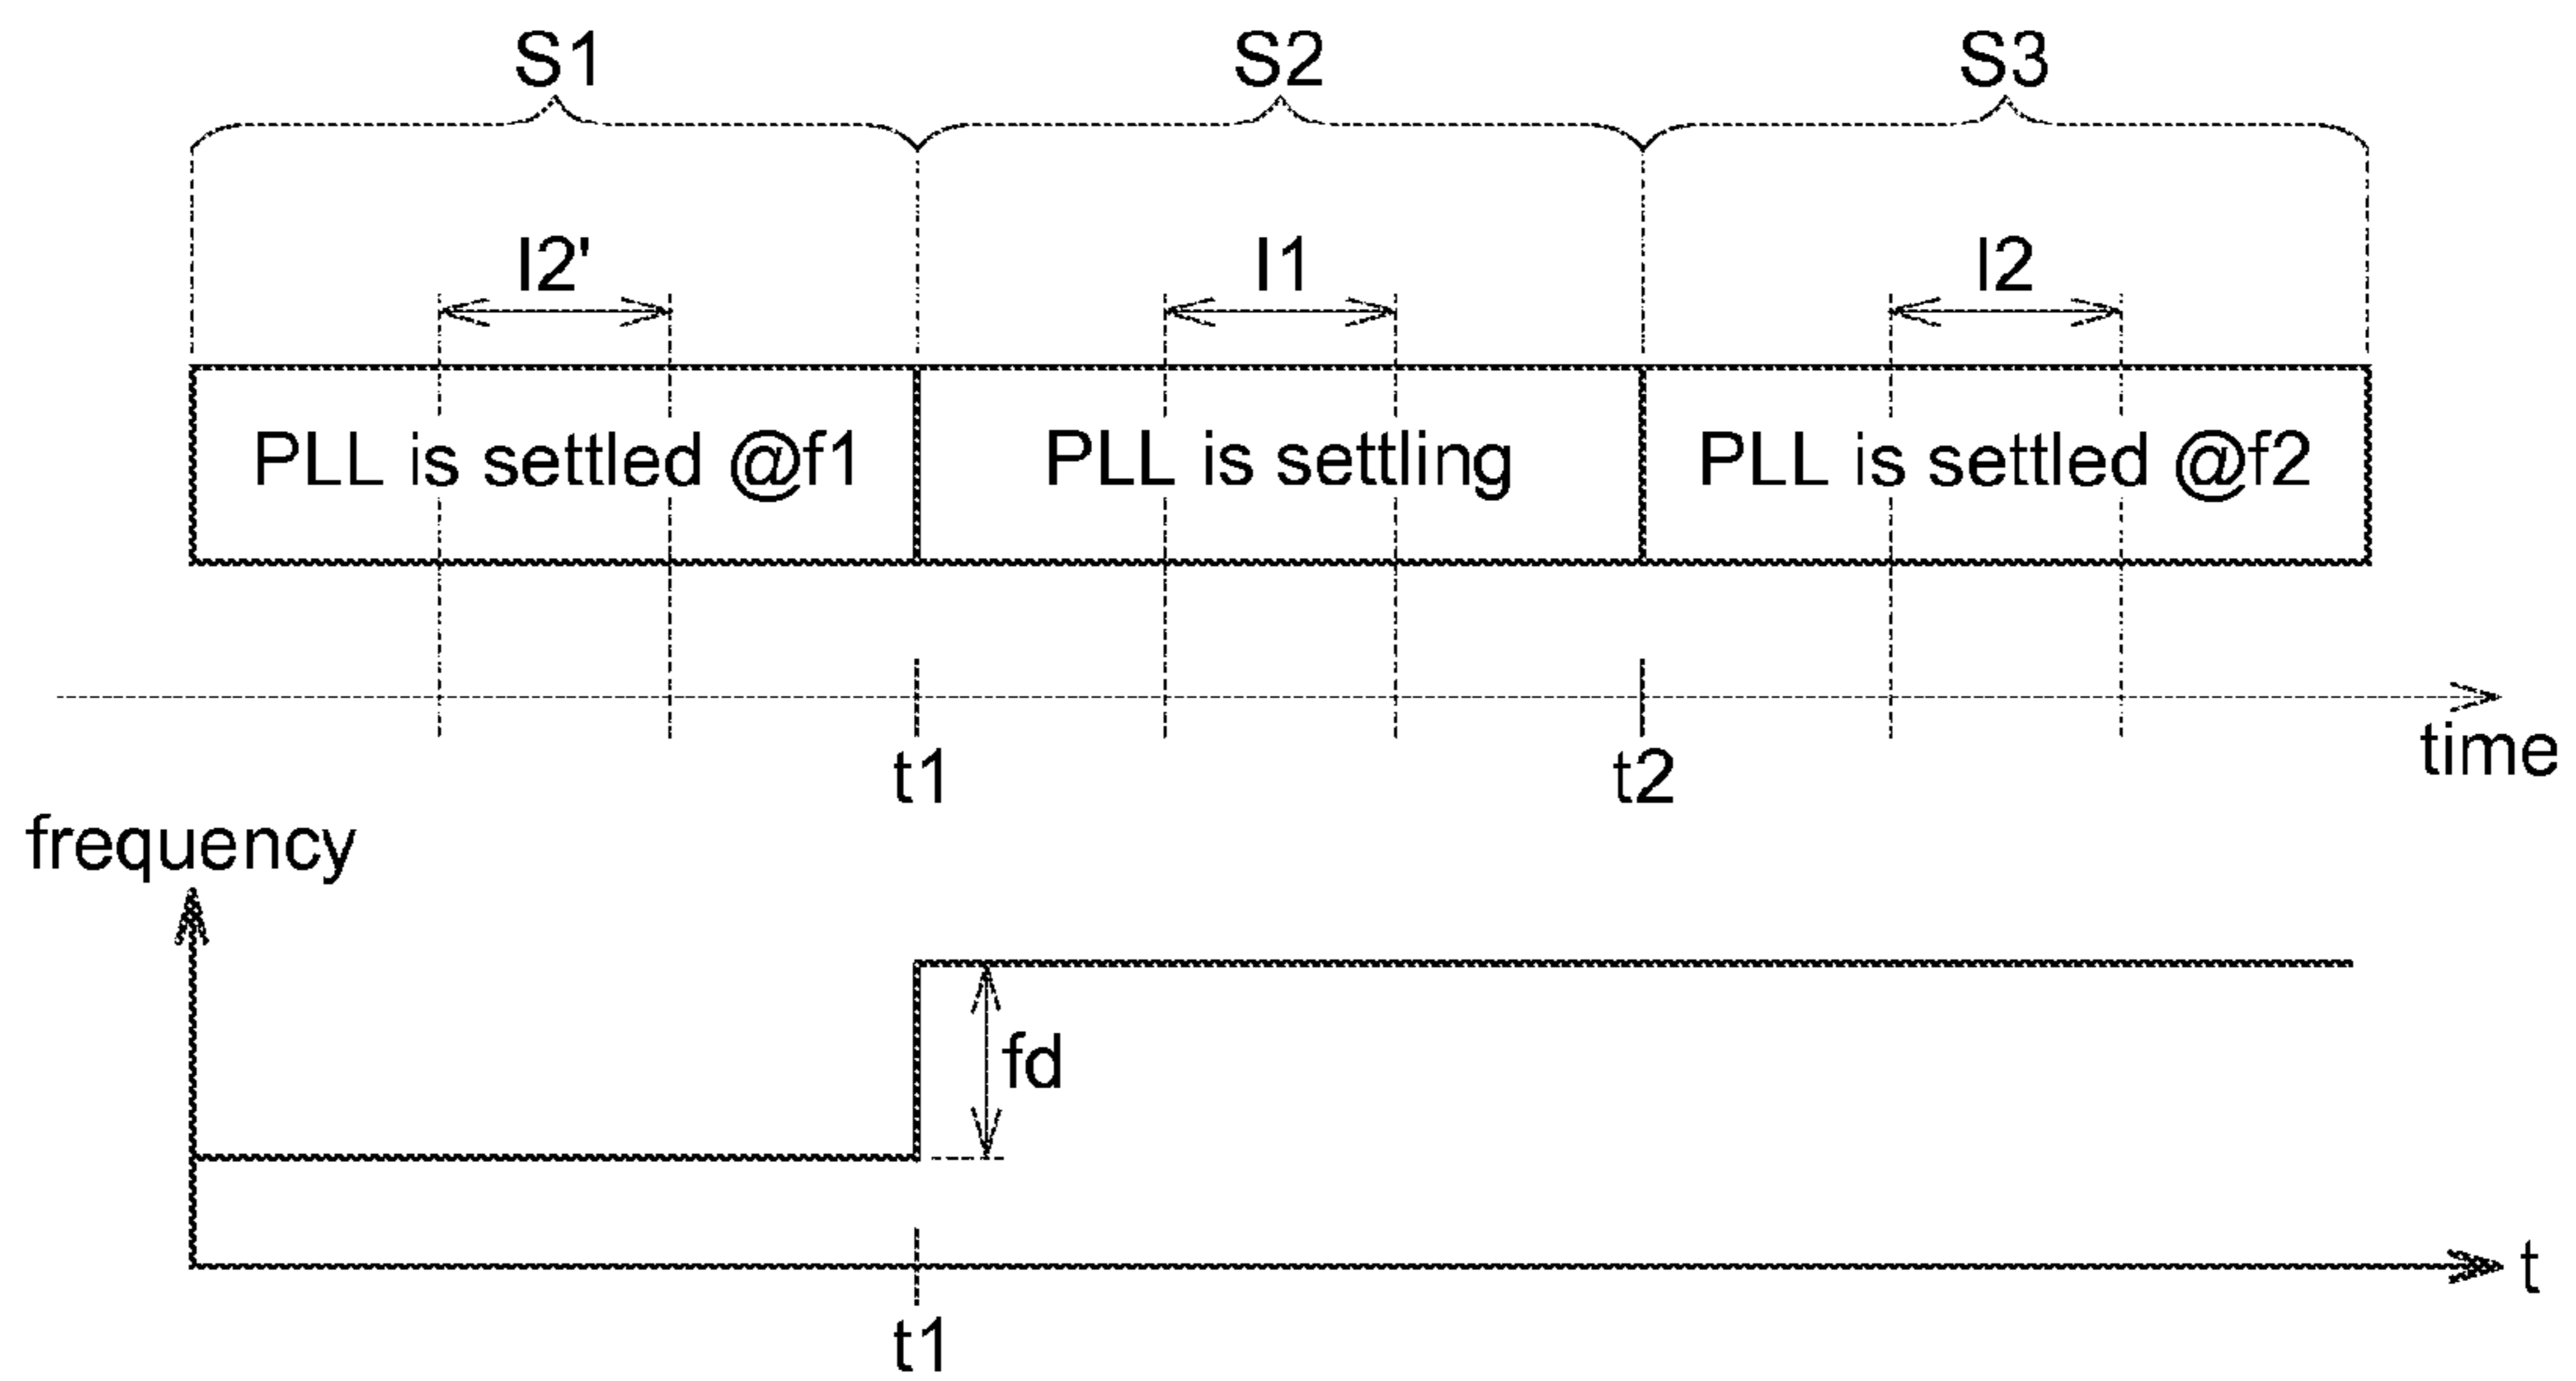 S1 S2 S3
I2' I1 I2
PLL is settled @f1 PLL is settling PLL is settled @f2
time
t1 t2
frequency
fd
t
t1